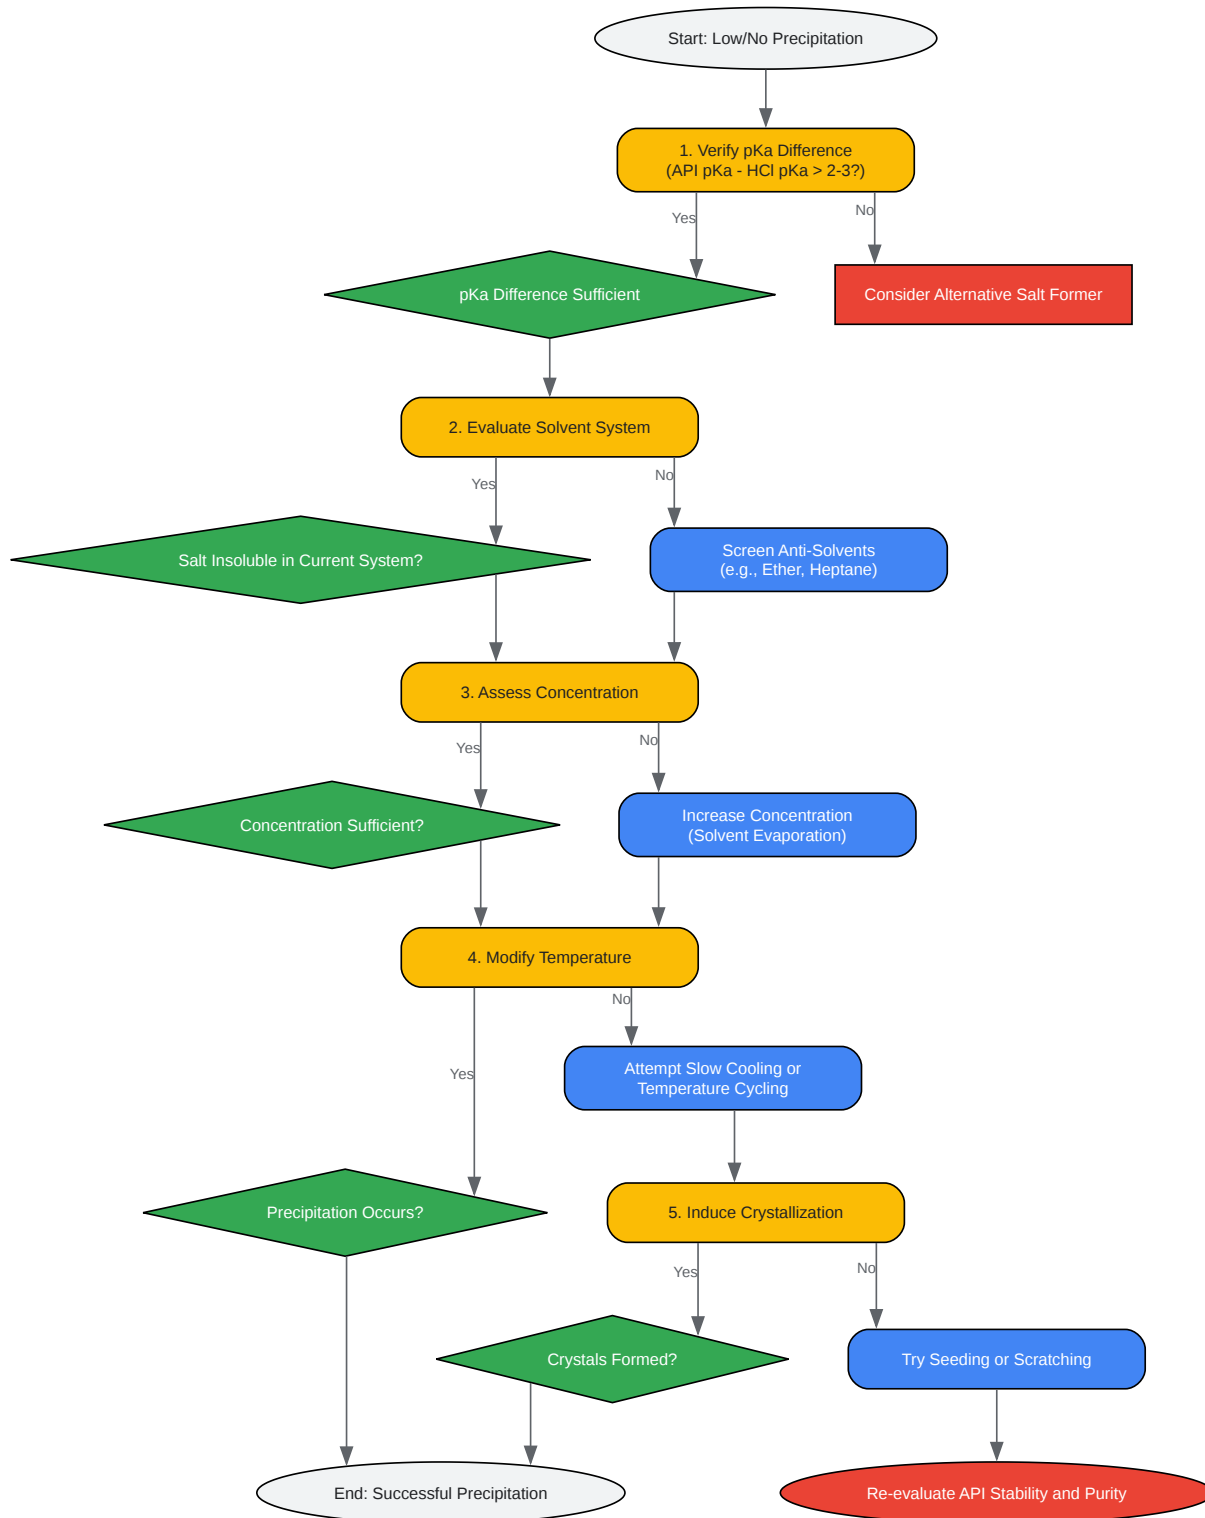 Start: Low/No Precipitation
1. Verify pKa Difference
(API pKa - HCl pKa > 2-3?)
Yes
No
pKa Difference Sufficient
Consider Alternative Salt Former
2. Evaluate Solvent System
Yes
No
Salt Insoluble in Current System?
Screen Anti-Solvents
(e.g., Ether, Heptane)
3. Assess Concentration
Yes
No
Concentration Sufficient?
Increase Concentration
(Solvent Evaporation)
4. Modify Temperature
No
Yes
Attempt Slow Cooling or
Temperature Cycling
Precipitation Occurs?
5. Induce Crystallization
Yes
No
Crystals Formed?
Try Seeding or Scratching
End: Successful Precipitation
Re-evaluate API Stability and Purity